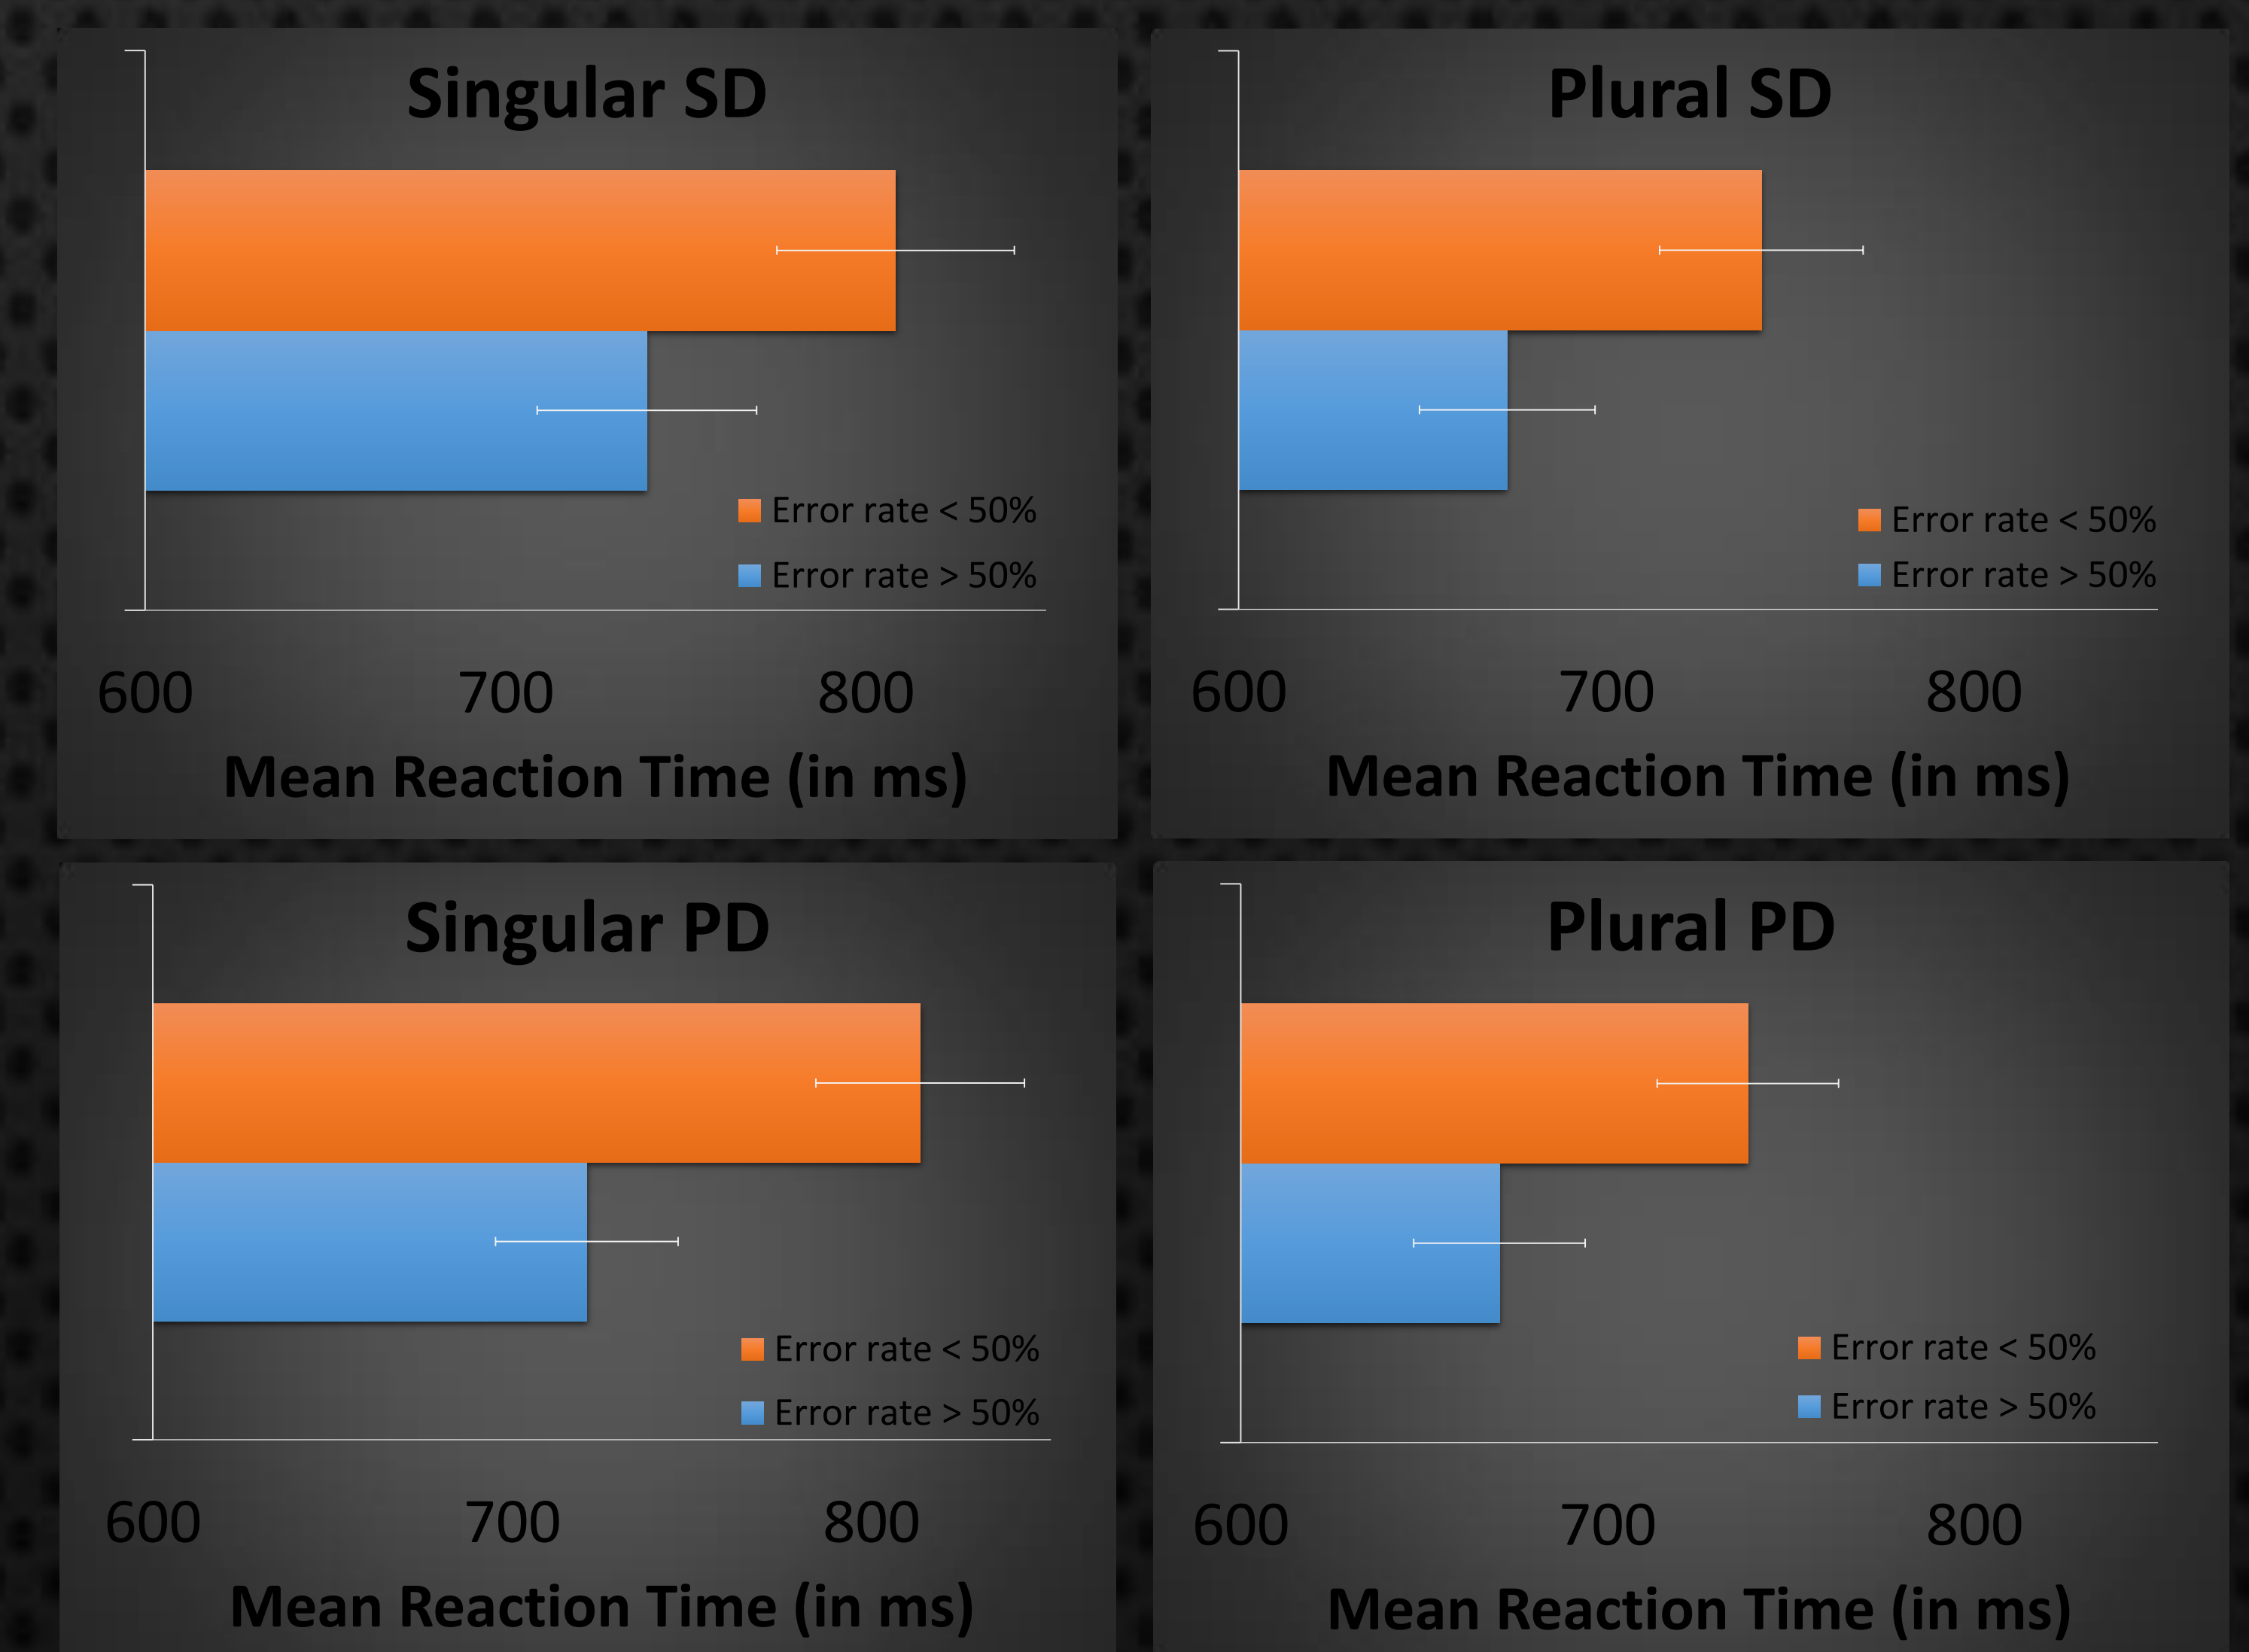 Singular SD
Error rate < 50%
Error rate > 50%
600 700 800
Mean Reaction Time (in ms)
Plural SD
Error rate < 50%
Error rate > 50%
600 700 800
Mean Reaction Time (in ms)
Singular PD
Error rate < 50%
Error rate > 50%
600 700 800
Mean Reaction Time (in ms)
Plural PD
Error rate < 50%
Error rate > 50%
600 700 800
Mean Reaction Time (in ms)